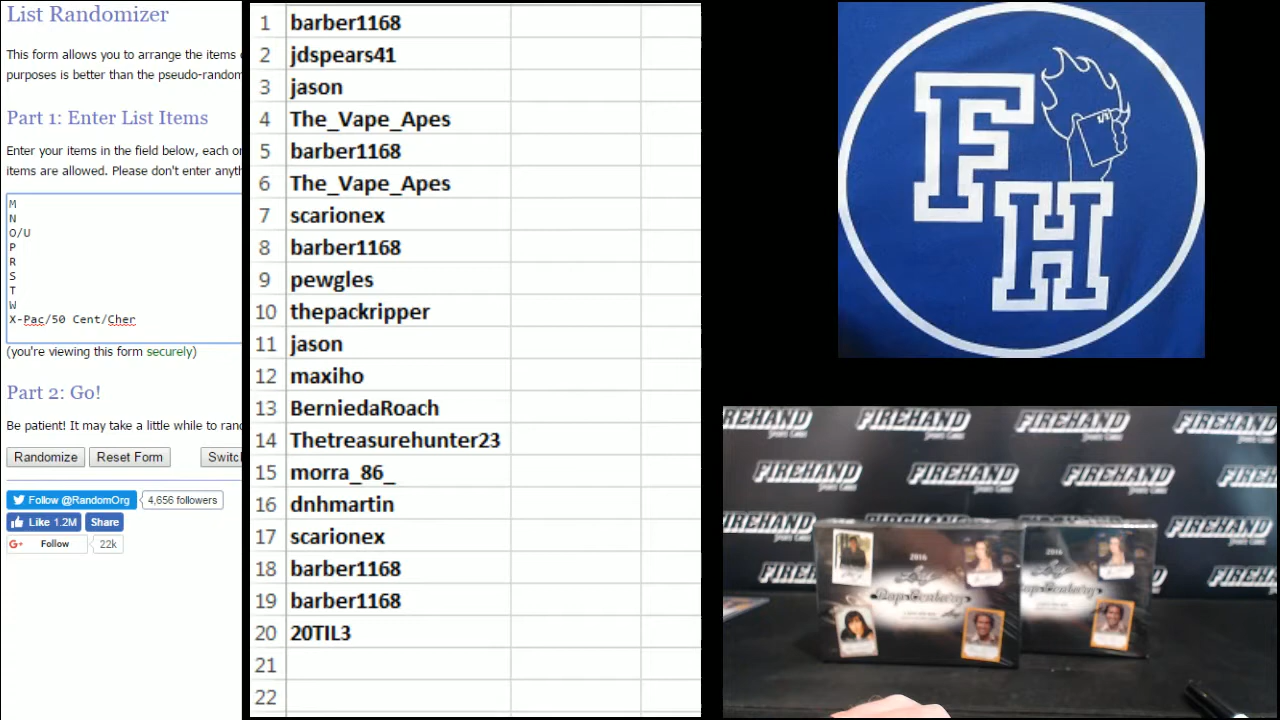 List Randomizer
This form allows you to arrange the items
purposes is better than the pseudo-random
Part 1: Enter List Items
Enter your items in the field below, each
items are allowed. Please don't enter
M
N
O/U
P
R
S
T
W
X-Pac/50 Cent/Cher
(you're viewing this form securely)
Part 2: Go!
Be patient! It may take a little while to
Randomize Reset Form
Follow @RandomOrg 4,656 followers
Like 1.2M Share
G+ Follow 22k
1 barber1168
2 jdspears41
3 jason
4 The_Vape_Apes
5 barber1168
6 The_Vape_Apes
7 scarionex
8 barber1168
9 pewgles
10 thepackripper
11 jason
12 maxiho
13 BerniedaRoach
14 Thetreasurehunter23
15 morra_86_
16 dnhmartin
17 scarionex
18 barber1168
19 barber1168
20 20TIL3
21
22
F
H
FIREHAND FIREHAND
FIREHAND FIREHAND FIREHAND
2016 2016
Leaf
Pop Century